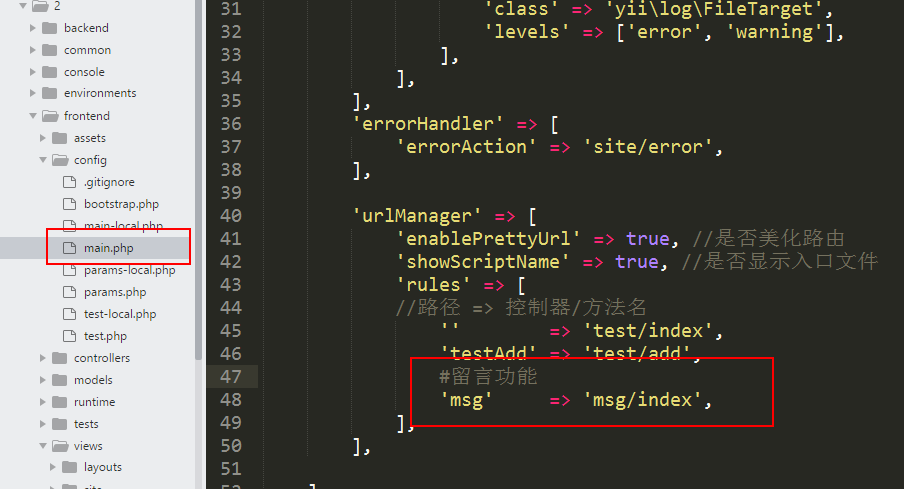 2
backend
common
console
environments
frontend
assets
config
.gitignore
bootstrap.php
main-local.php
main.php
params-local.php
params.php
test-local.php
test.php
controllers
models
runtime
tests
views
layouts
31 'class' => 'yii\log\FileTarget',
32 'levels' => ['error', 'warning'],
33 ],
34 ],
35 ],
36 'errorHandler' => [
37 'errorAction' => 'site/error',
38 ],
39
40 'urlManager' => [
41 'enablePrettyUrl' => true, //是否美化路由
42 'showScriptName' => true, //是否显示入口文件
43 'rules' => [
44 //路径 => 控制器/方法名
45 '' => 'test/index',
46 'testAdd' => 'test/add',
47 #留言功能
48 'msg' => 'msg/index',
49 ],
50 ],
51